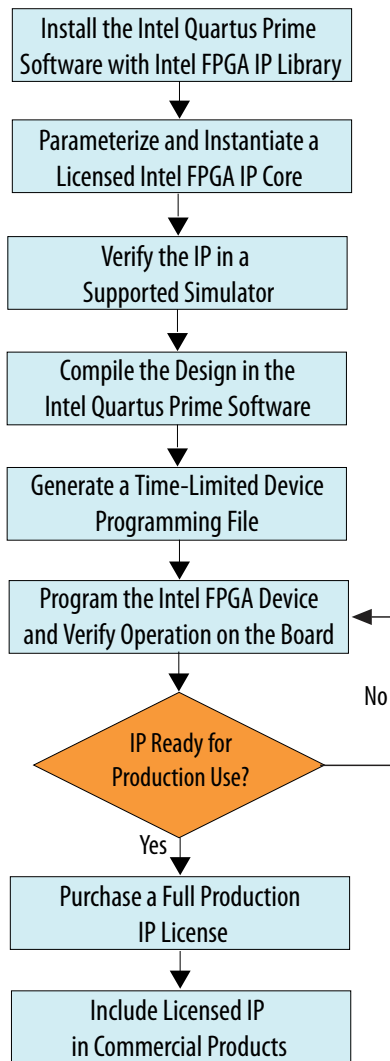 Install the Intel Quartus Prime
Software with Intel FPGA IP Library
Parameterize and Instantiate a
Licensed Intel FPGA IP Core
Verify the IP in a
Supported Simulator
Compile the Design in the
Intel Quartus Prime Software
Generate a Time-Limited Device
Programming File
Program the Intel FPGA Device
and Verify Operation on the Board
No
IP Ready for
Production Use?
Yes
Purchase a Full Production
IP License
Include Licensed IP
in Commercial Products